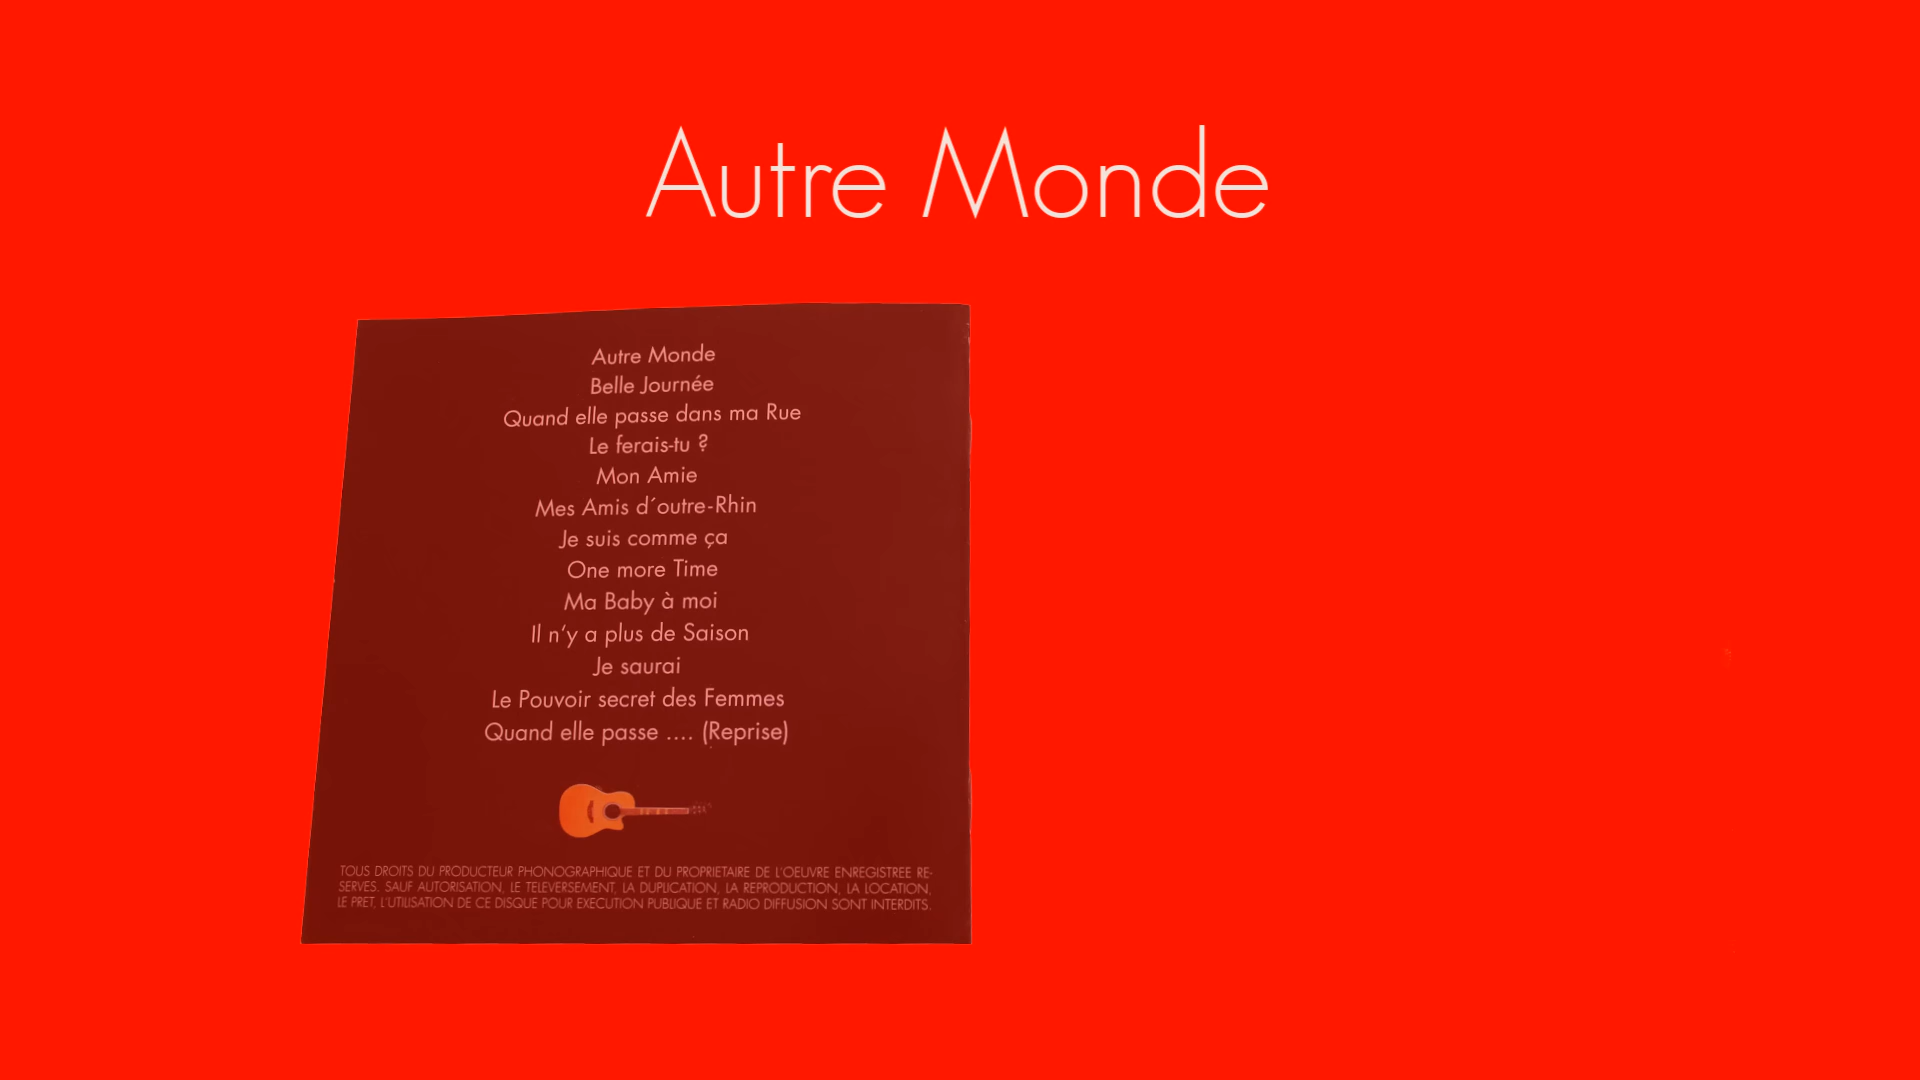 Autre Monde
Autre Monde
Belle Journée
Quand elle passe dans ma Rue
Le ferais-tu ?
Mon Amie
Mes Amis d´outre-Rhin
Je suis comme ça
One more Time
Ma Baby à moi
Il n'y a plus de Saison
Je saurai
Le Pouvoir secret des Femmes
Quand elle passe .... (Reprise)
TOUS DROITS DU PRODUCTEUR PHONOGRAPHIQUE ET DU PROPRIETAIRE DE L'OEUVRE ENREGISTREE RE-
SERVES. SAUF AUTORISATION, LE TELEVERSEMENT, LA DUPLICATION, LA REPRODUCTION, LA LOCATION,
LE PRET, L'UTILISATION DE CE DISQUE POUR EXECUTION PUBLIQUE ET RADIO DIFFUSION SONT INTERDITS.